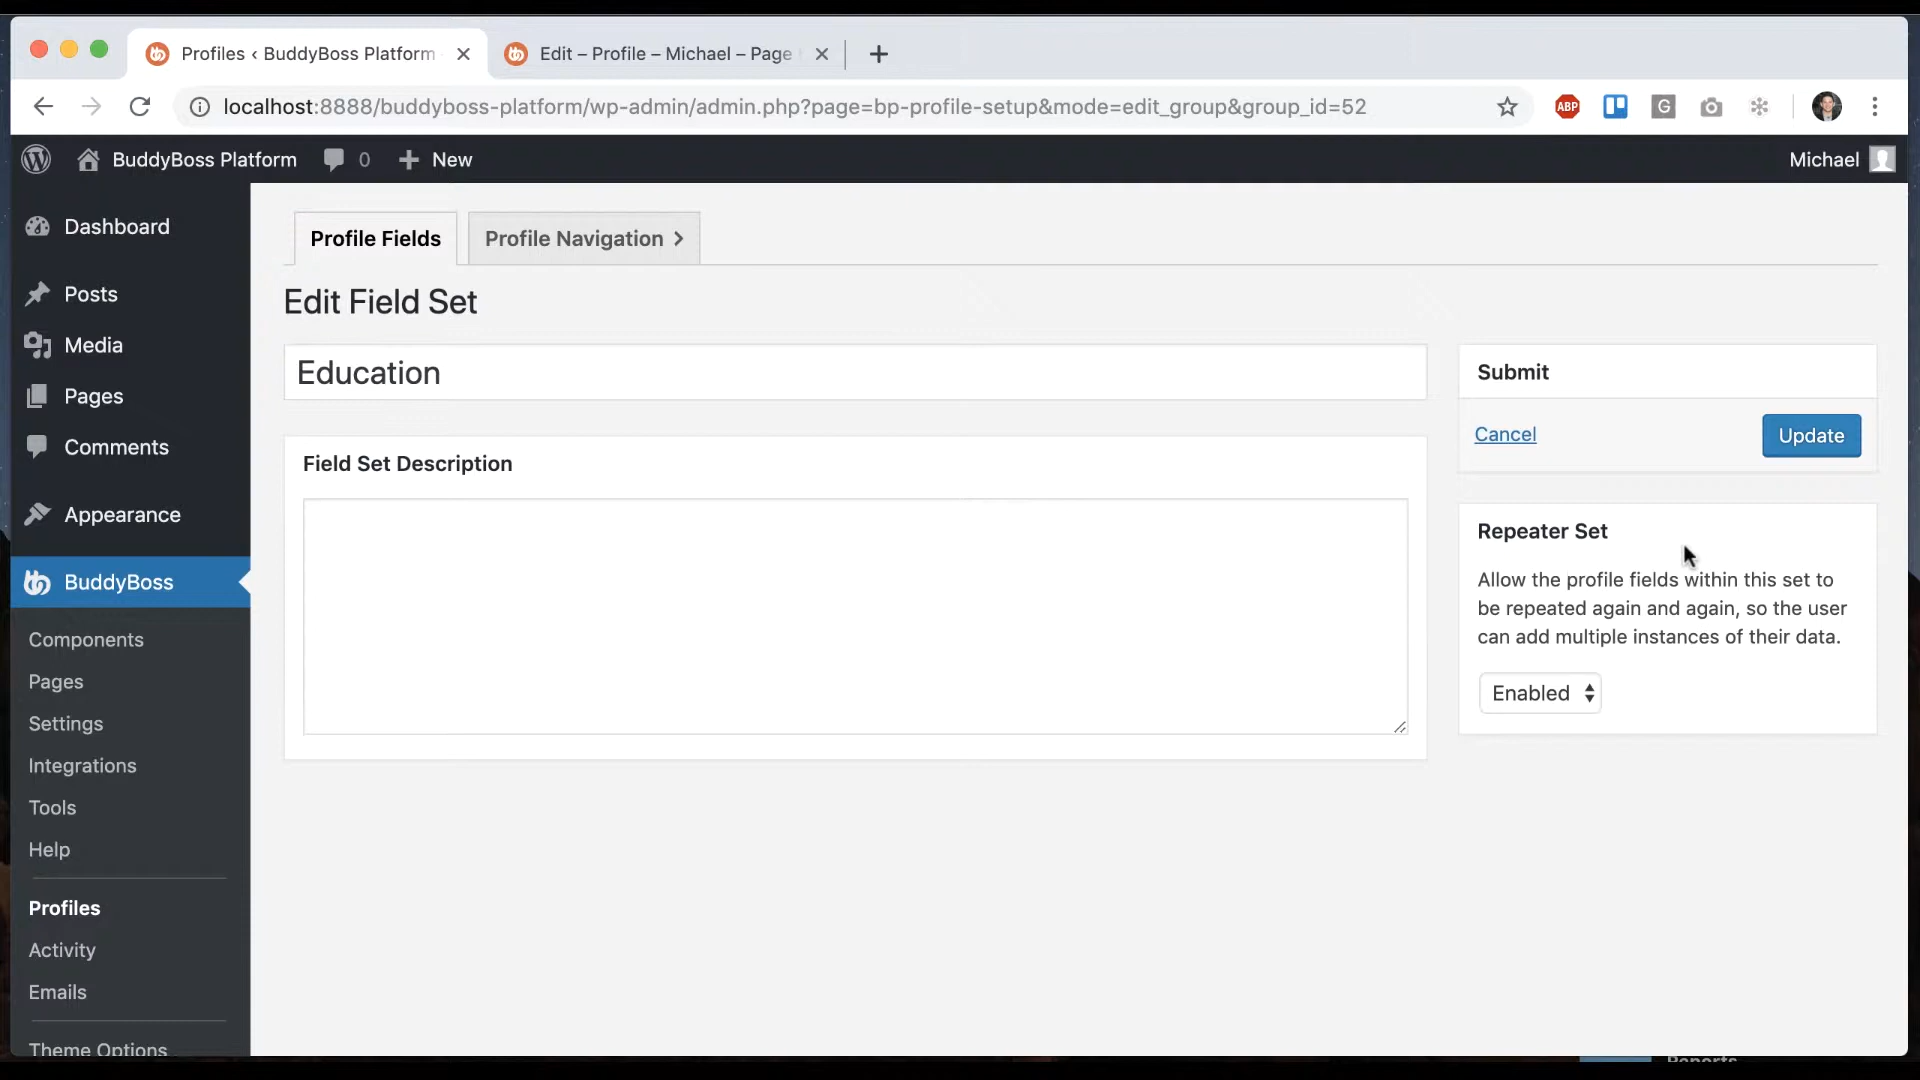 Profiles ‹ BuddyBoss Platform
Edit – Profile – Michael – Page
localhost:8888/buddyboss-platform/wp-admin/admin.php?page=bp-profile-setup&mode=edit_group&group_id=52
ABP
G
BuddyBoss Platform
0
New
Michael
Dashboard
Posts
Media
Pages
Comments
Appearance
BuddyBoss
Components
Pages
Settings
Integrations
Tools
Help
Profiles
Activity
Emails
Theme Options
Profile Fields
Profile Navigation
Edit Field Set
Education
Field Set Description
Submit
Cancel
Update
Repeater Set
Allow the profile fields within this set to
be repeated again and again, so the user
can add multiple instances of their data.
Enabled
Reports